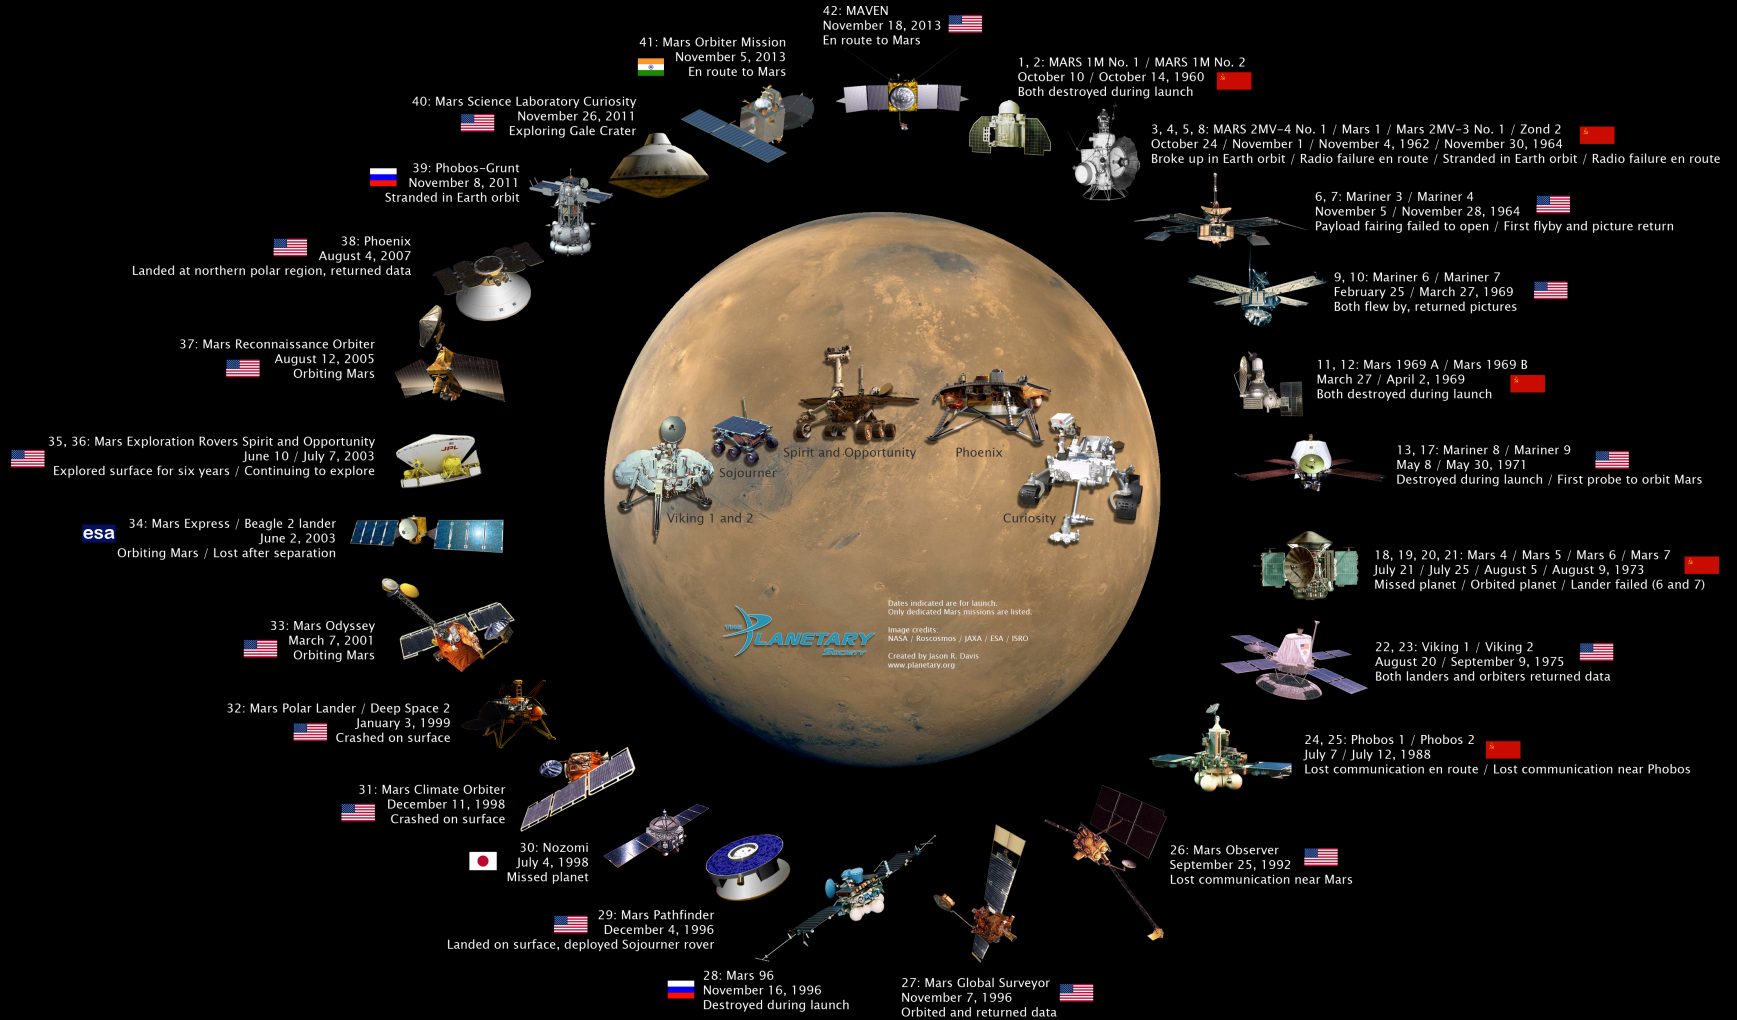 42: MAVEN
November 18, 2013
En route to Mars
1, 2: MARS 1M No. 1 / MARS 1M No. 2
October 10 / October 14, 1960
Both destroyed during launch
3, 4, 5, 8: MARS 2MV-4 No. 1 / Mars 1 / Mars 2MV-3 No. 1 / Zond 2
October 24 / November 1 / November 4, 1962 / November 30, 1964
Broke up in Earth orbit / Radio failure en route / Stranded in Earth orbit / Radio failure en route
6, 7: Mariner 3 / Mariner 4
November 5 / November 28, 1964
Payload fairing failed to open / First flyby and picture return
9, 10: Mariner 6 / Mariner 7
February 25 / March 27, 1969
Both flew by, returned pictures
11, 12: Mars 1969 A / Mars 1969 B
March 27 / April 2, 1969
Both destroyed during launch
13, 17: Mariner 8 / Mariner 9
May 8 / May 30, 1971
Destroyed during launch / First probe to orbit Mars
18, 19, 20, 21: Mars 4 / Mars 5 / Mars 6 / Mars 7
July 21 / July 25 / August 5 / August 9, 1973
Missed planet / Orbited planet / Lander failed (6 and 7)
22, 23: Viking 1 / Viking 2
August 20 / September 9, 1975
Both landers and orbiters returned data
24, 25: Phobos 1 / Phobos 2
July 7 / July 12, 1988
Lost communication en route / Lost communication near Phobos
26: Mars Observer
September 25, 1992
Lost communication near Mars
27: Mars Global Surveyor
November 7, 1996
Orbited and returned data
28: Mars 96
November 16, 1996
Destroyed during launch
29: Mars Pathfinder
December 4, 1996
Landed on surface, deployed Sojourner rover
30: Nozomi
July 4, 1998
Missed planet
31: Mars Climate Orbiter
December 11, 1998
Crashed on surface
32: Mars Polar Lander / Deep Space 2
January 3, 1999
Crashed on surface
33: Mars Odyssey
March 7, 2001
Orbiting Mars
esa
34: Mars Express / Beagle 2 lander
June 2, 2003
Orbiting Mars / Lost after separation
35, 36: Mars Exploration Rovers Spirit and Opportunity
June 10 / July 7, 2003
Explored surface for six years / Continuing to explore
JPL
37: Mars Reconnaissance Orbiter
August 12, 2005
Orbiting Mars
38: Phoenix
August 4, 2007
Landed at northern polar region, returned data
39: Phobos-Grunt
November 8, 2011
Stranded in Earth orbit
40: Mars Science Laboratory Curiosity
November 26, 2011
Exploring Gale Crater
41: Mars Orbiter Mission
November 5, 2013
En route to Mars
Viking 1 and 2
Sojourner
Spirit and Opportunity
Phoenix
Curiosity
THE
PLANETARY
SOCIETY
Dates indicated are for launch.
Only dedicated Mars missions are listed.
Image credits:
NASA / Roscosmos / JAXA / ESA / ISRO
Created by Jason R. Davis
www.planetary.org